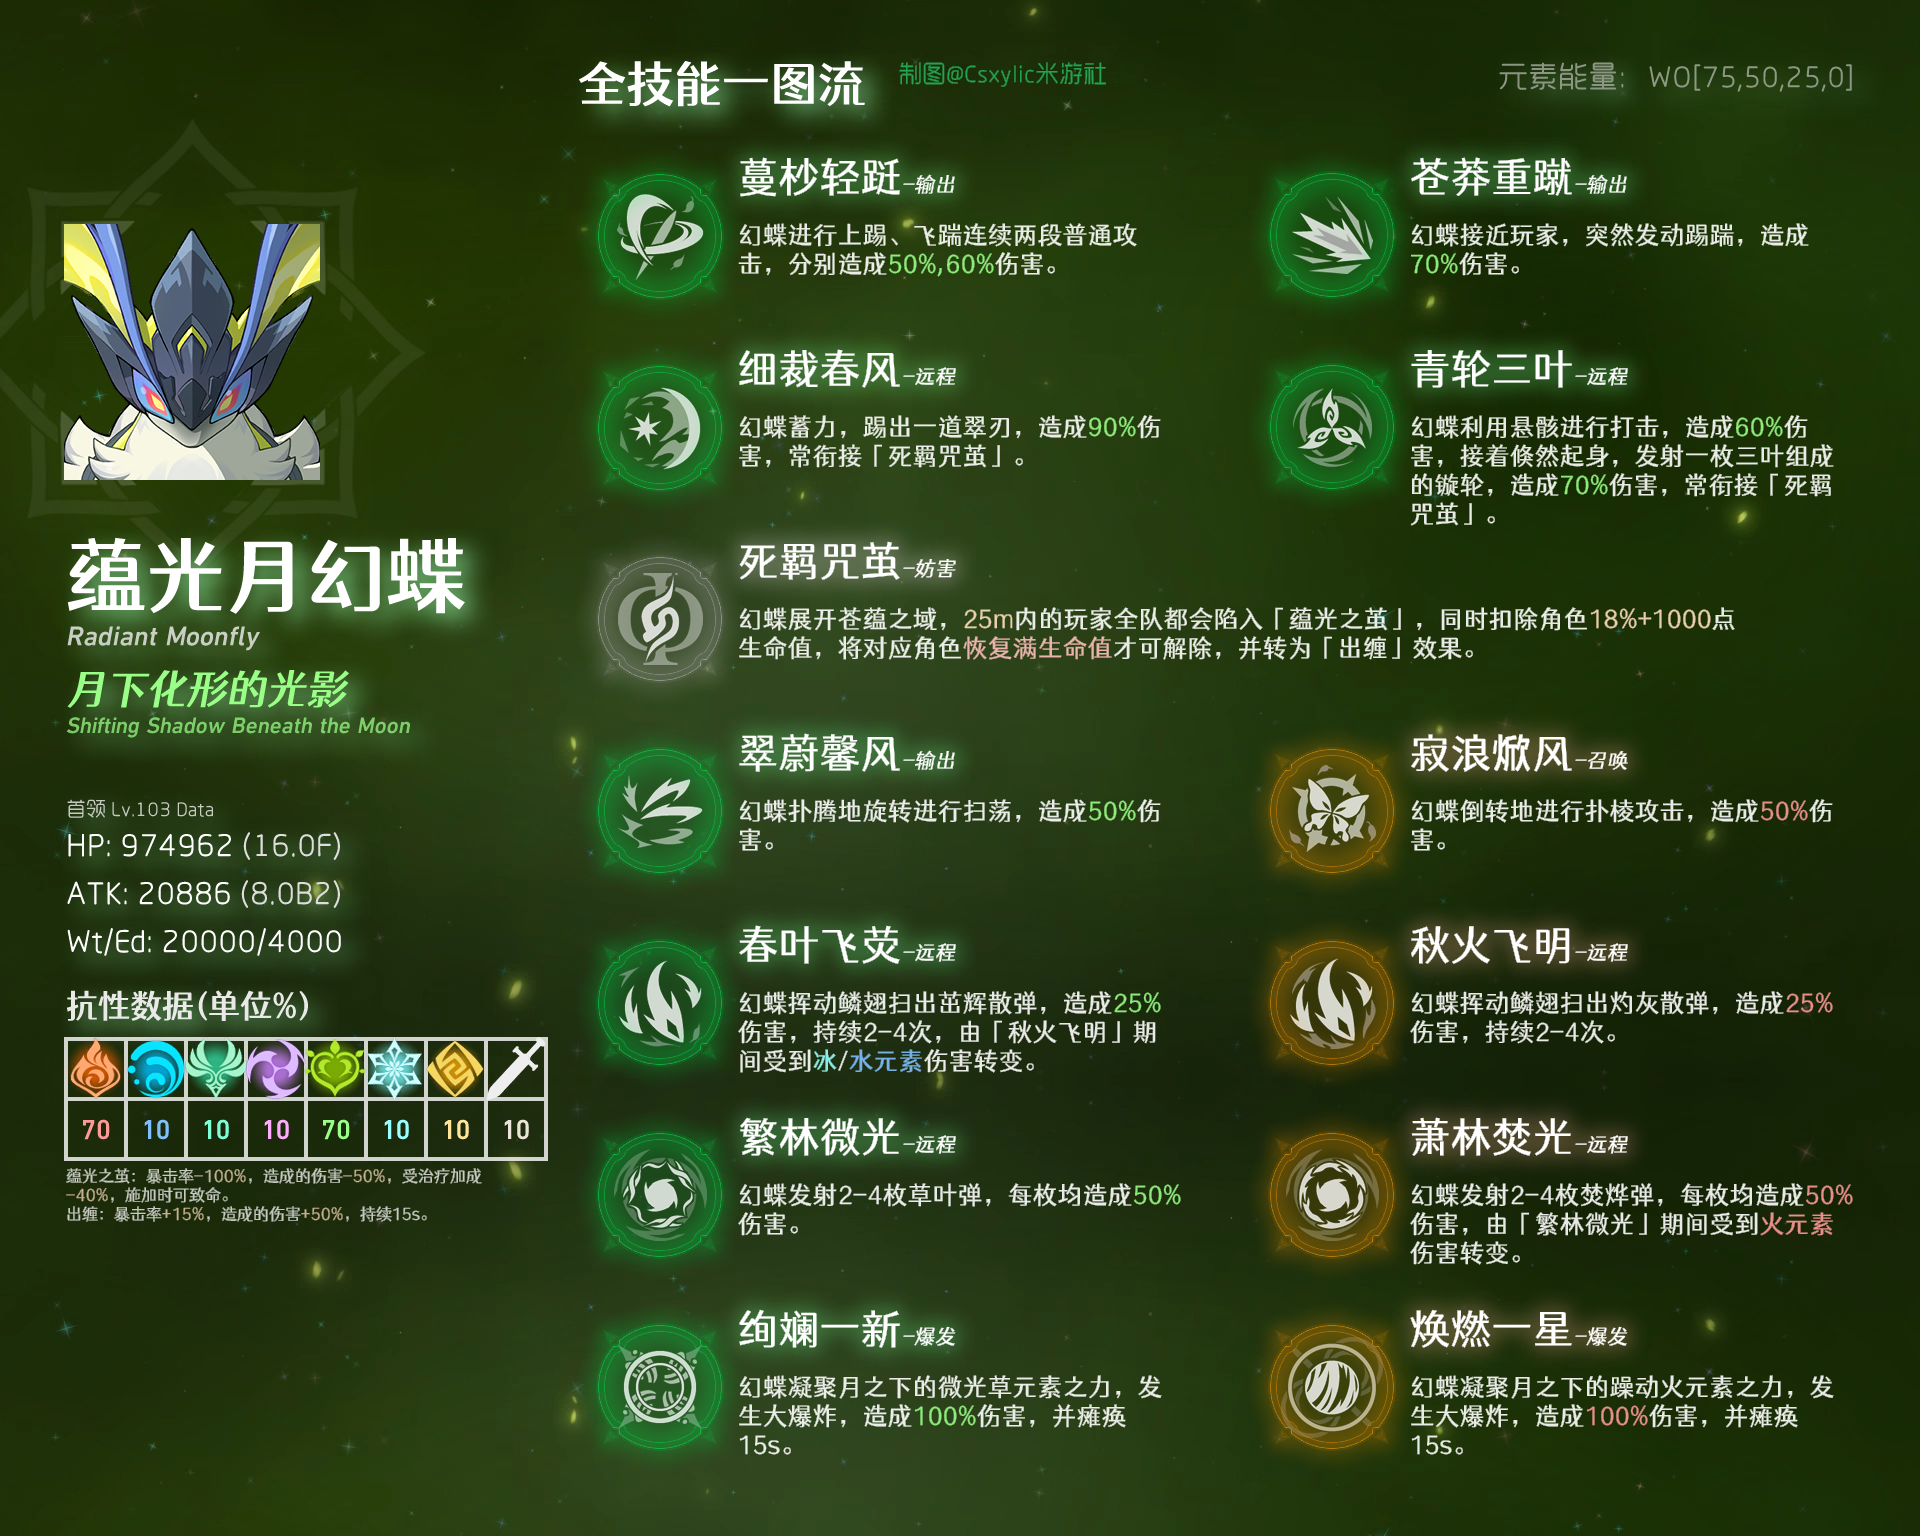 全技能一图流
制图@Csxylic米游社
元素能量： W0[75,50,25,0]
蕴光月幻蝶
Radiant Moonfly
月下化形的光影
Shifting Shadow Beneath the Moon
首领 Lv.103 Data
HP: 974962 (16.0F)
ATK: 20886 (8.0B2)
Wt/Ed: 20000/4000
抗性数据(单位%)
70 10 10 10 70 10 10 10
蕴光之茧：暴击率-100%，造成的伤害-50%，受治疗加成
-40%，施加时可致命。
出缠：暴击率+15%，造成的伤害+50%，持续15s。
蔓杪轻跹-输出
幻蝶进行上踢、飞踹连续两段普通攻
击，分别造成50%,60%伤害。
苍莽重蹴-输出
幻蝶接近玩家，突然发动踢踹，造成
70%伤害。
细裁春风-远程
幻蝶蓄力，踢出一道翠刃，造成90%伤
害，常衔接「死羁咒茧」。
青轮三叶-远程
幻蝶利用悬骸进行打击，造成60%伤
害，接着倏然起身，发射一枚三叶组成
的镟轮，造成70%伤害，常衔接「死羁
咒茧」。
死羁咒茧-妨害
幻蝶展开苍蕴之域，25m内的玩家全队都会陷入「蕴光之茧」，同时扣除角色18%+1000点
生命值，将对应角色恢复满生命值才可解除，并转为「出缠」效果。
翠蔚馨风-输出
幻蝶扑腾地旋转进行扫荡，造成50%伤
害。
寂浪焮风-召唤
幻蝶倒转地进行扑棱攻击，造成50%伤
害。
春叶飞荧-远程
幻蝶挥动鳞翅扫出茁辉散弹，造成25%
伤害，持续2-4次，由「秋火飞明」期
间受到冰/水元素伤害转变。
秋火飞明-远程
幻蝶挥动鳞翅扫出灼灰散弹，造成25%
伤害，持续2-4次。
繁林微光-远程
幻蝶发射2-4枚草叶弹，每枚均造成50%
伤害。
萧林焚光-远程
幻蝶发射2-4枚焚烨弹，每枚均造成50%
伤害，由「繁林微光」期间受到火元素
伤害转变。
绚斓一新-爆发
幻蝶凝聚月之下的微光草元素之力，发
生大爆炸，造成100%伤害，并瘫痪
15s。
焕燃一星-爆发
幻蝶凝聚月之下的躁动火元素之力，发
生大爆炸，造成100%伤害，并瘫痪
15s。